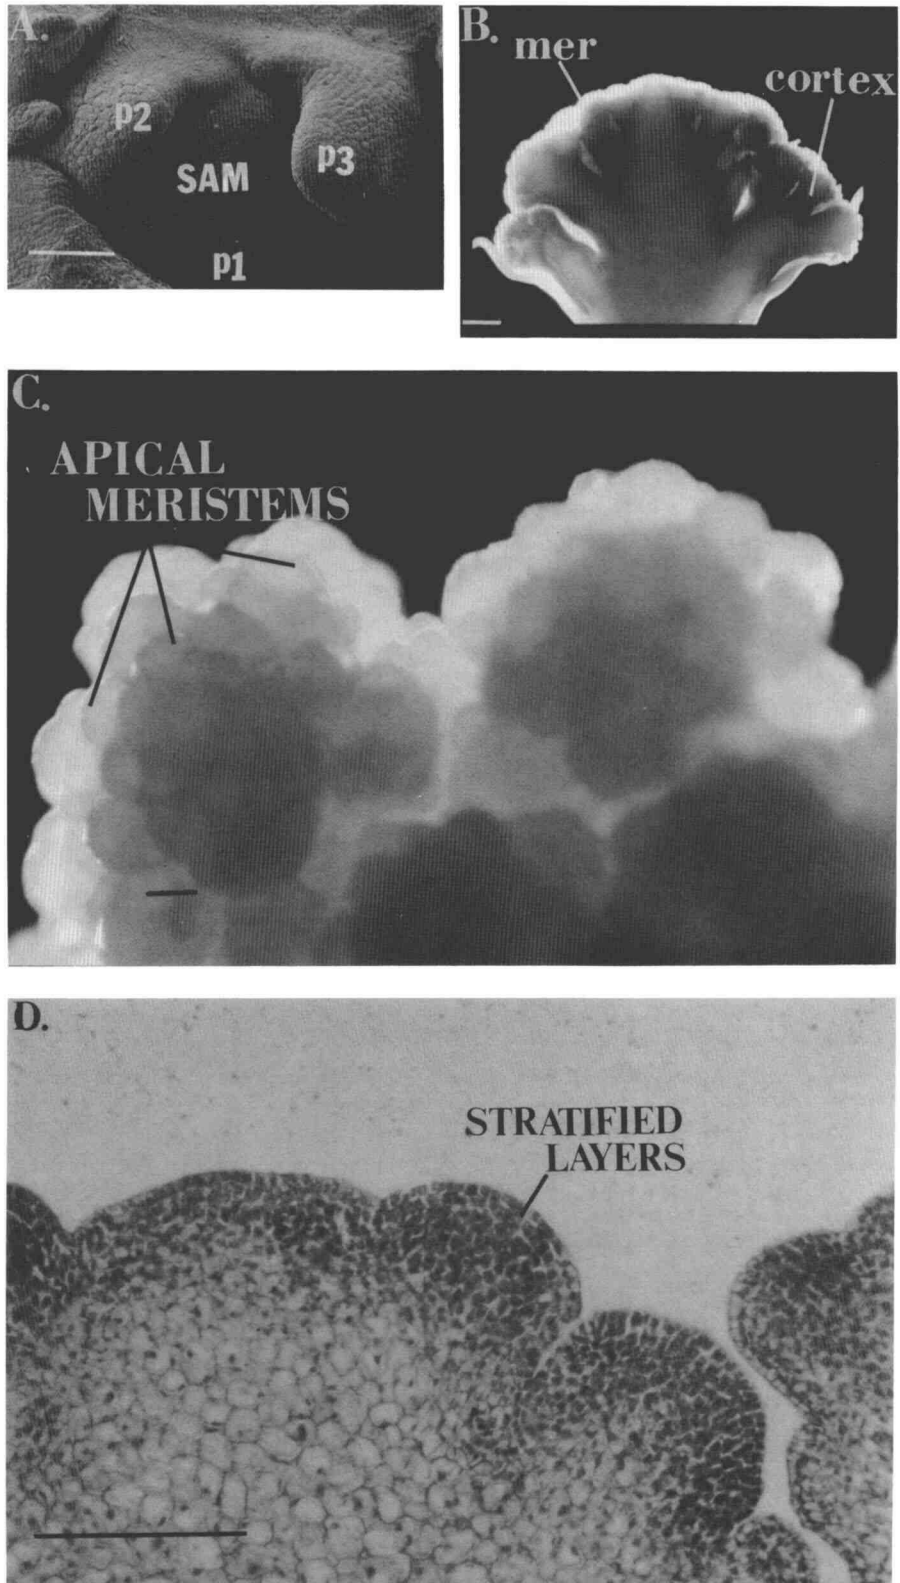 A.
p2
SAM
p3
p1
B.
mer
cortex
C.
APICAL
MERISTEMS
D.
STRATIFIED
LAYERS